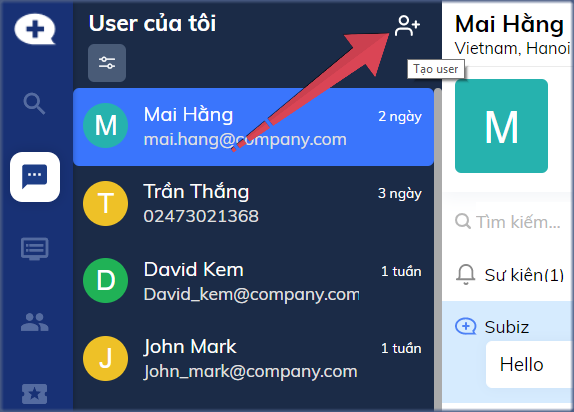 User của tôi
Tạo user
M
Mai Hằng
2 ngày
mai.hang@company.com
T
Trần Thắng
3 ngày
02473021368
D
David Kem
1 tuần
David_kem@company.com
J
John Mark
1 tuần
John_mark@company.com
Mai Hằng
Vietnam, Hanoi
M
Tìm kiếm...
Sự kiên(1)
Subiz
Hello